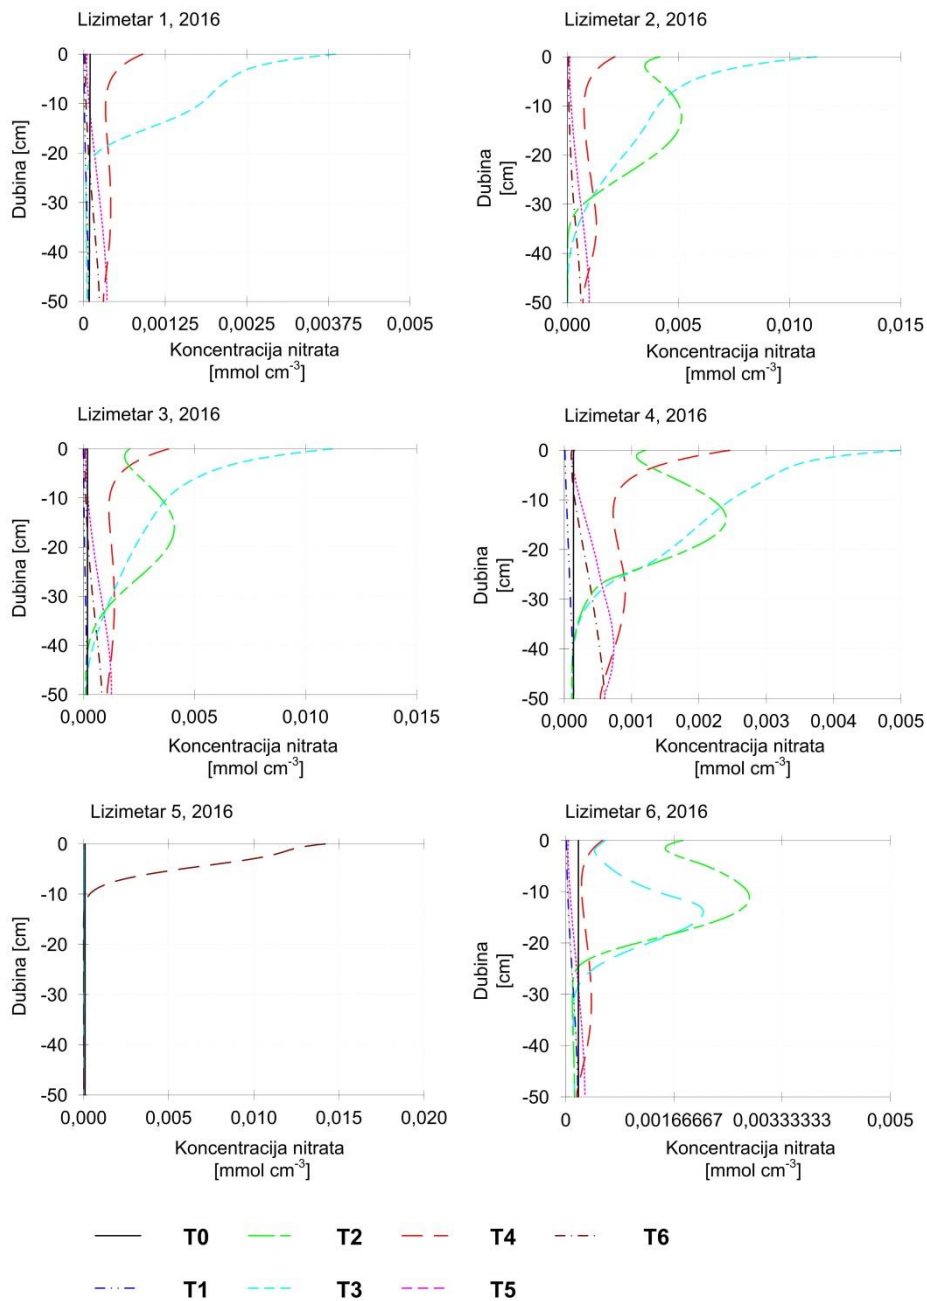 Lizimetar 1, 2016
0
-10
-20
-30
-40
-50
Dubina [cm]
0 0,00125 0,0025 0,00375 0,005
Koncentracija nitrata
[mmol cm-3]
Lizimetar 2, 2016
0
-10
-20
-30
-40
-50
Dubina
[cm]
0,000 0,005 0,010 0,015
Koncentracija nitrata
[mmol cm-3]
Lizimetar 3, 2016
0
-10
-20
-30
-40
-50
Dubina [cm]
0,000 0,005 0,010 0,015
Koncentracija nitrata
[mmol cm-3]
Lizimetar 4, 2016
0
-10
-20
-30
-40
-50
Dubina
[cm]
0,000 0,001 0,002 0,003 0,004 0,005
Koncentracija nitrata
[mmol cm-3]
Lizimetar 5, 2016
0
-10
-20
-30
-40
-50
Dubina [cm]
0,000 0,005 0,010 0,015 0,020
Koncentracija nitrata
[mmol cm-3]
Lizimetar 6, 2016
0
-10
-20
-30
-40
-50
Dubina
[cm]
0 0,00166667 0,00333333 0,005
Koncentracija nitrata
[mmol cm-3]
T0 T2 T4 T6
T1 T3 T5